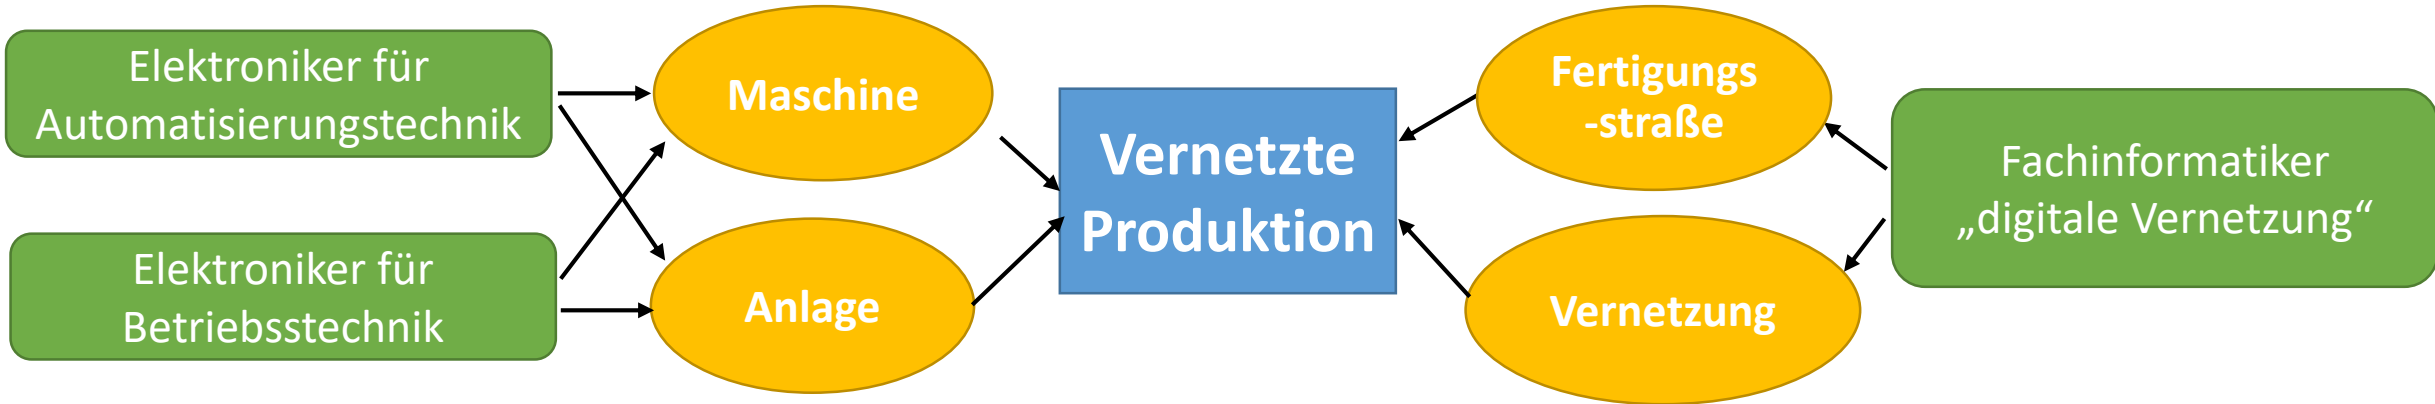 Elektroniker für
Automatisierungstechnik
Elektroniker für
Betriebsstechnik
Maschine
Anlage
Vernetzte
Produktion
Fertigungs
-straße
Vernetzung
Fachinformatiker
„digitale Vernetzung“